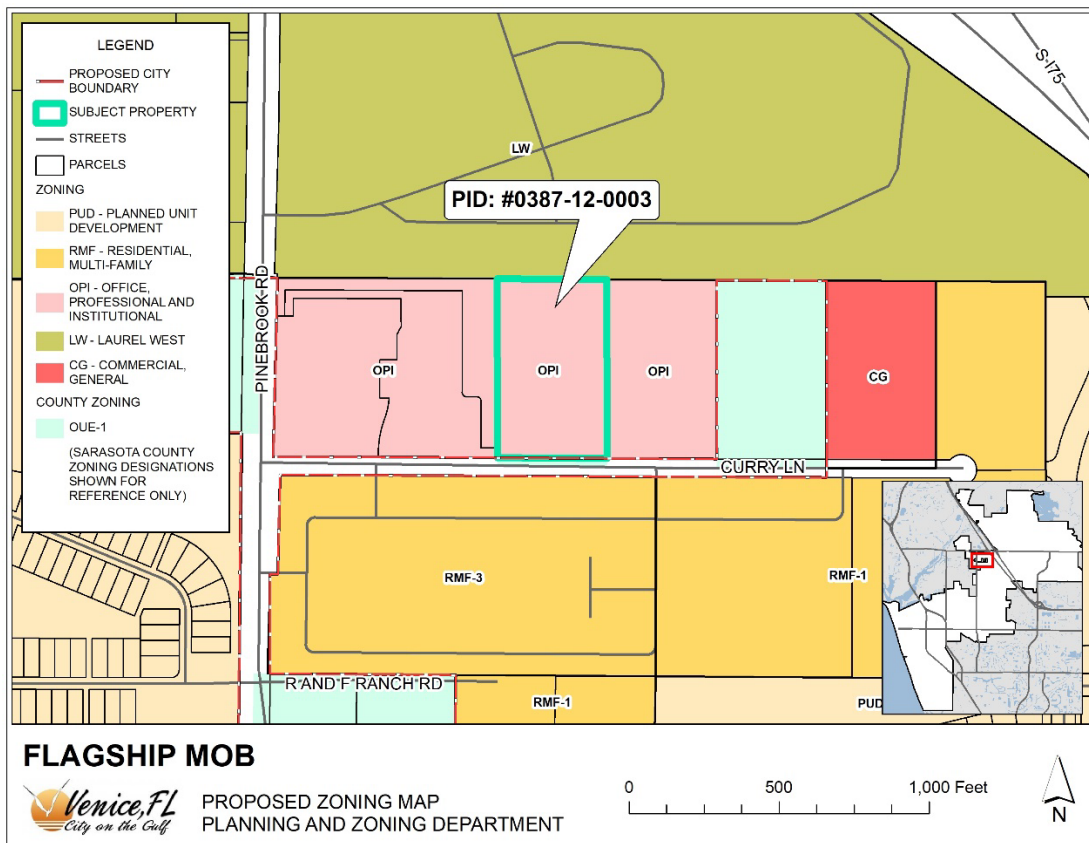 LEGEND
PROPOSED CITY
BOUNDARY
SUBJECT PROPERTY
STREETS
PARCELS
ZONING
PUD - PLANNED UNIT
DEVELOPMENT
RMF - RESIDENTIAL,
MULTI-FAMILY
OPI - OFFICE,
PROFESSIONAL AND
INSTITUTIONAL
LW - LAUREL WEST
CG - COMMERCIAL,
GENERAL
COUNTY ZONING
OUE-1
(SARASOTA COUNTY
ZONING DESIGNATIONS
SHOWN FOR
REFERENCE ONLY)
S-I75
LW
PID: #0387-12-0003
PINEBROOK RD
OPI
OPI
OPI
CG
CURRY LN
RMF-3
RMF-1
R AND F RANCH RD
RMF-1
PUD
FLAGSHIP MOB
Venice, FL
City on the Gulf
PROPOSED ZONING MAP
PLANNING AND ZONING DEPARTMENT
0 500 1,000 Feet
N